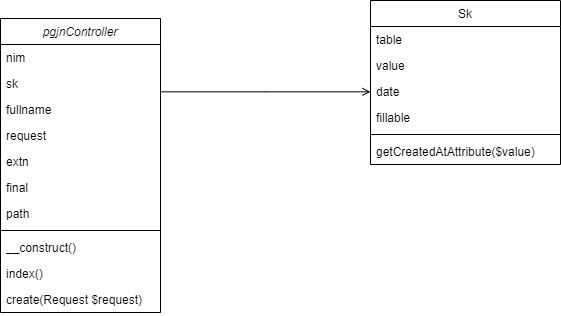 pgjnController
nim
sk
fullname
request
extn
final
path
__construct()
index()
create(Request $request)
Sk
table
value
date
fillable
getCreatedAtAttribute($value)